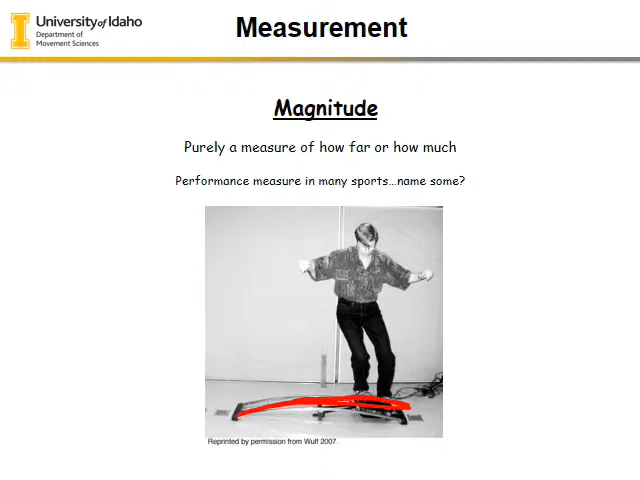 University of Idaho
Department of
Movement Sciences
Measurement
Magnitude
Purely a measure of how far or how much
Performance measure in many sports…name some?
Reprinted by permission from Wulf 2007.